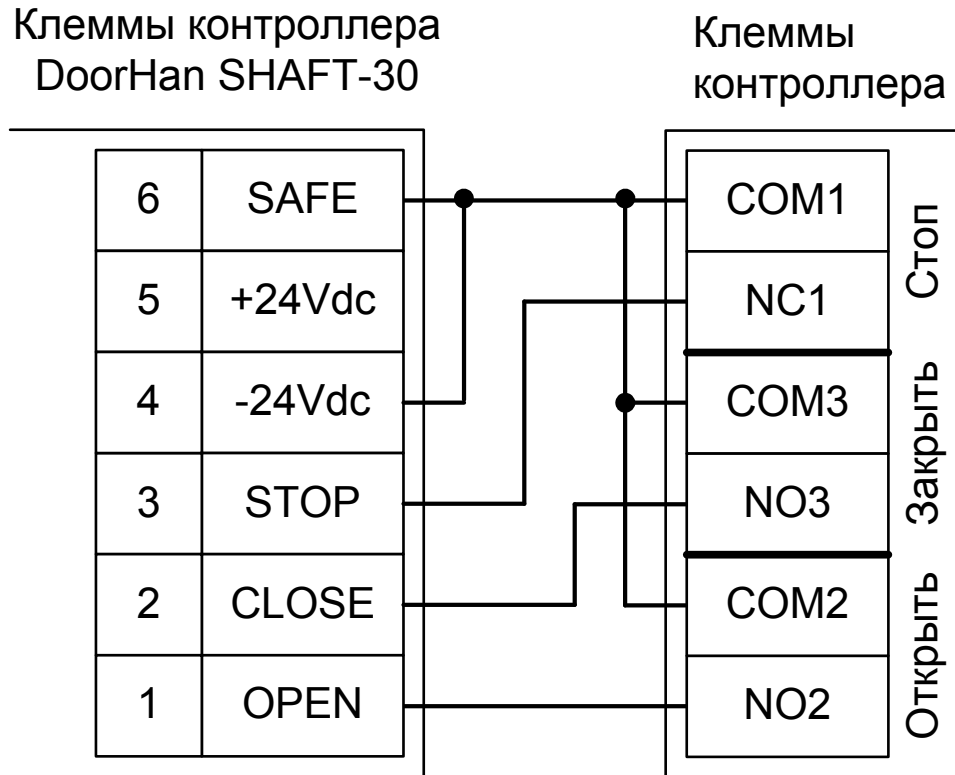 Клеммы контроллера
DoorHan SHAFT-30
6 SAFE
5 +24Vdc
4 -24Vdc
3 STOP
2 CLOSE
1 OPEN
Клеммы
контроллера
COM1
NC1
COM3
NO3
COM2
NO2
Стоп
Закрыть
Открыть